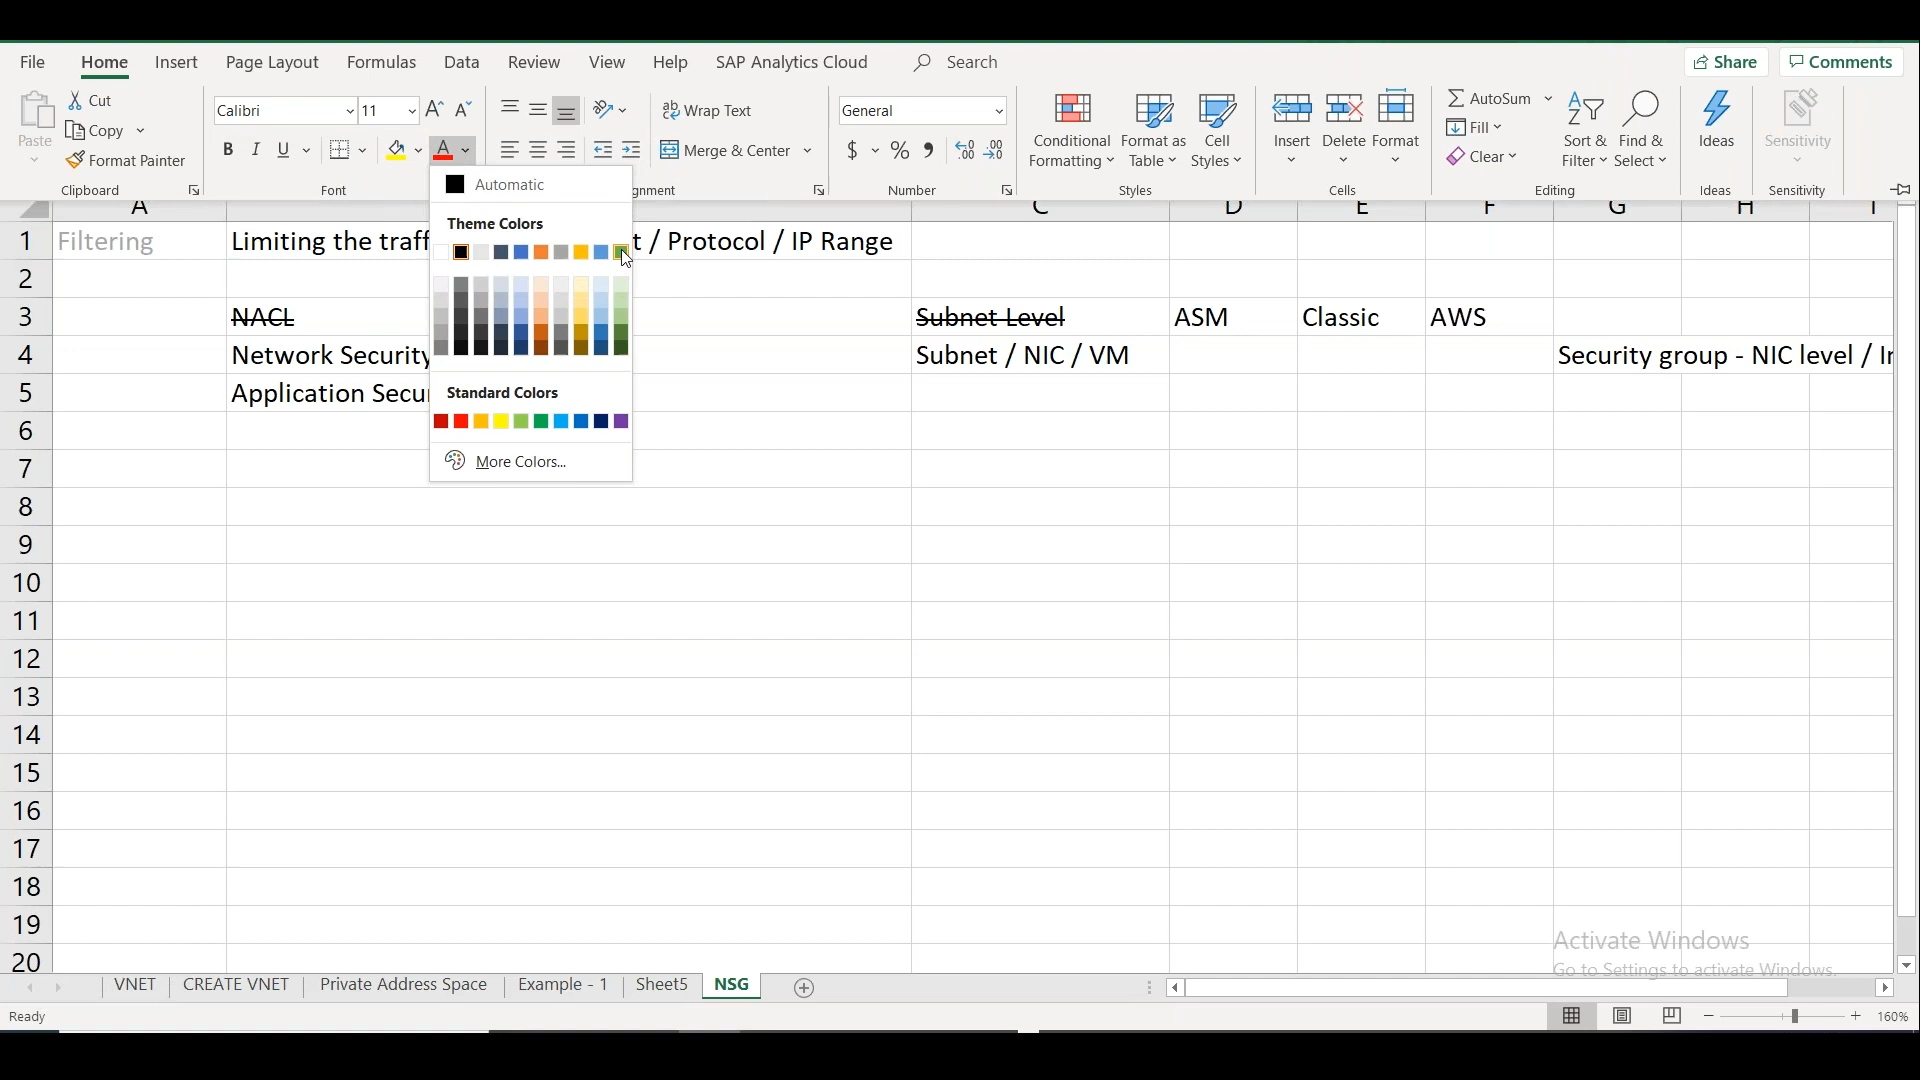 File Home Insert Page Layout Formulas Data Review View Help SAP Analytics Cloud Search Share Comments
Paste Cut Calibri 11 Wrap Text General Conditional Formatting Format as Table Cell Styles Insert Delete Format AutoSum Sort & Filter Find & Select Ideas Sensitivity
Copy Fill
Format Painter B I U A Merge & Center $ % Clear
Clipboard Font Number Styles Cells Editing Ideas Sensitivity
Automatic
Theme Colors
Standard Colors
More Colors...
A C D E F G H I
1 Filtering Limiting the traff t / Protocol / IP Range
2
3 NACL Subnet Level ASM Classic AWS
4 Network Security Subnet / NIC / VM Security group - NIC level /
5 Application Secu
6
7
8
9
10
11
12
13
14
15
16
17
18
19
20
Activate Windows
Go to Settings to activate Windows.
VNET CREATE VNET Private Address Space Example - 1 Sheet5 NSG
Ready 160%